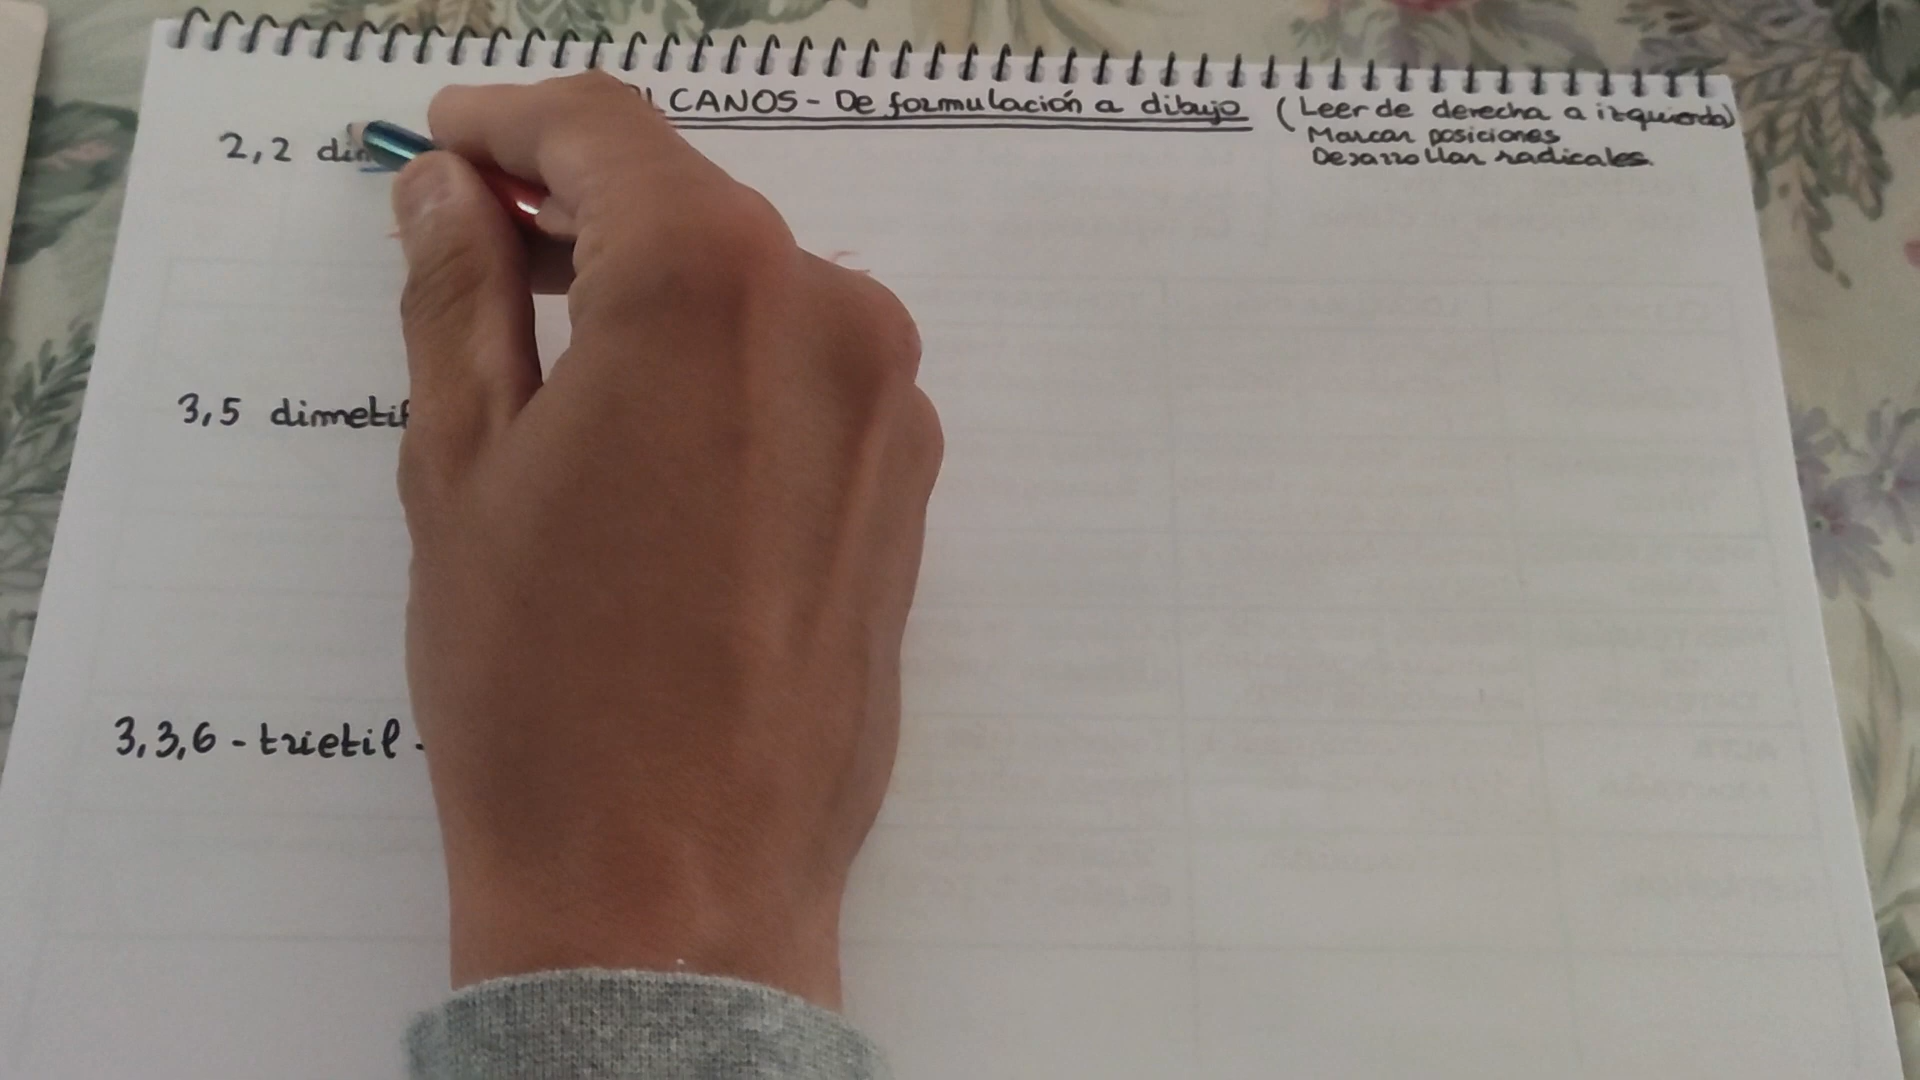 CANOS - De formulación a dibujo (Leer de derecha a izquierda)
Marcar posiciones
Desarrollar radicales.
2,2
3,5 dimetil
3,3,6 - trietil -